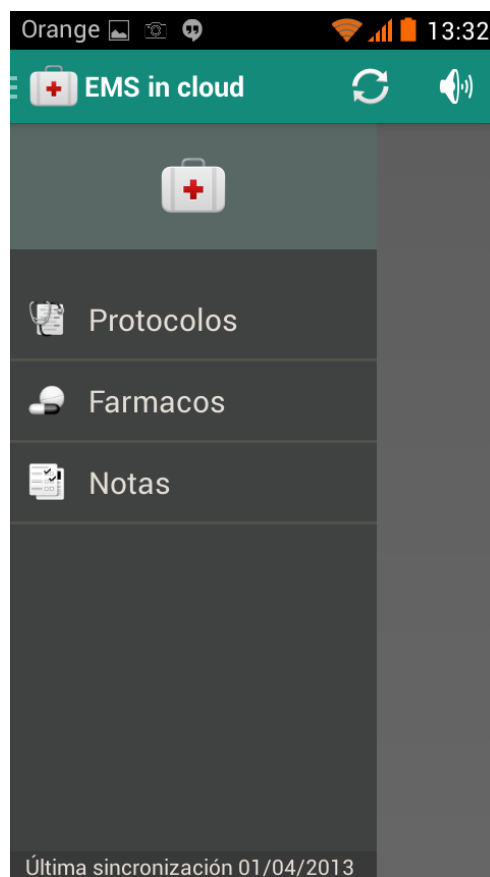 Orange 13:32
EMS in cloud
Protocolos
Farmacos
Notas
Última sincronización 01/04/2013